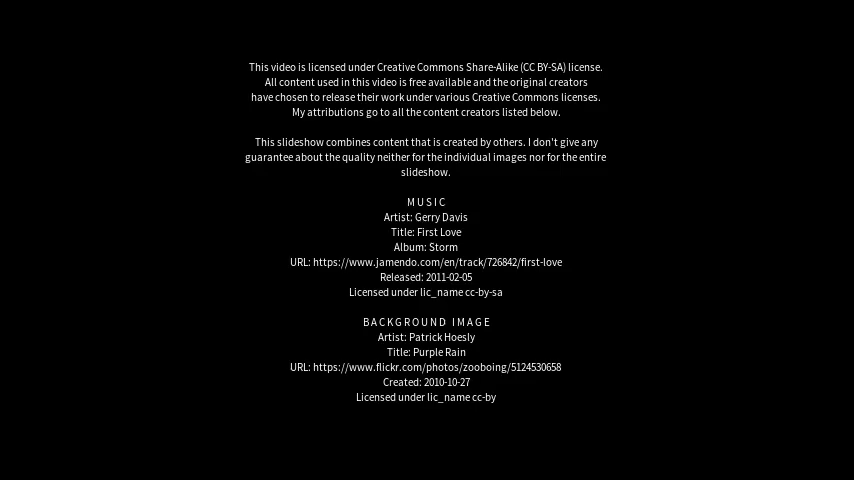 This video is licensed under Creative Commons Share-Alike (CC BY-SA) license.
All content used in this video is free available and the original creators
have chosen to release their work under various Creative Commons licenses.
My attributions go to all the content creators listed below.
This slideshow combines content that is created by others. I don't give any
guarantee about the quality neither for the individual images nor for the entire
slideshow.
MUSIC
Artist: Gerry Davis
Title: First Love
Album: Storm
URL: https://www.jamendo.com/en/track/726842/first-love
Released: 2011-02-05
Licensed under lic_name cc-by-sa
BACKGROUND IMAGE
Artist: Patrick Hoesly
Title: Purple Rain
URL: https://www.flickr.com/photos/zooboing/5124530658
Created: 2010-10-27
Licensed under lic_name cc-by